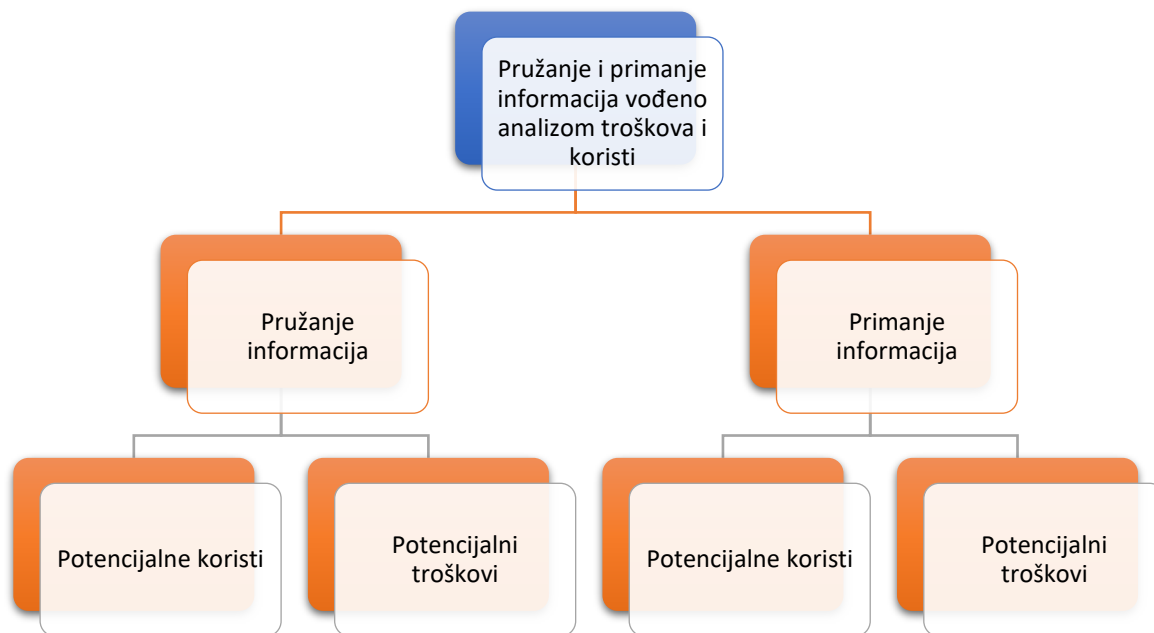 Pružanje i primanje
informacija vođeno
analizom troškova i
koristi
Pružanje
informacija
Primanje
informacija
Potencijalne koristi
Potencijalni
troškovi
Potencijalne koristi
Potencijalni
troškovi